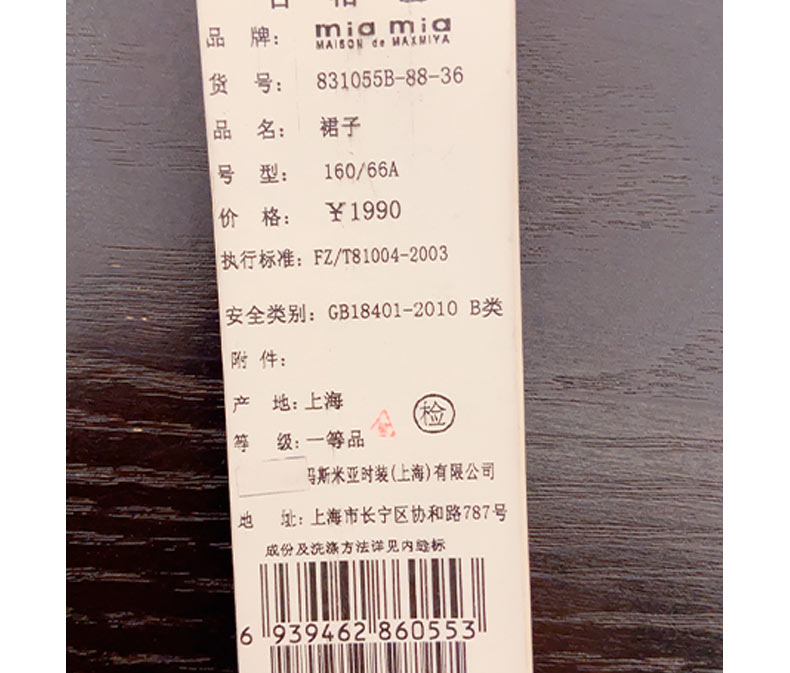 品 牌: mia mia
MAISON de MAXMIYA
货 号: 831055B-88-36
品 名: 裙子
号 型: 160/66A
价 格: ￥1990
执行标准: FZ/T81004-2003
安全类别: GB18401-2010 B类
附 件:
产 地: 上海
检
等 级: 一等品
玛斯米亚时装(上海)有限公司
地 址: 上海市长宁区协和路787号
成份及洗涤方法详见内缝标
6 939462 860553